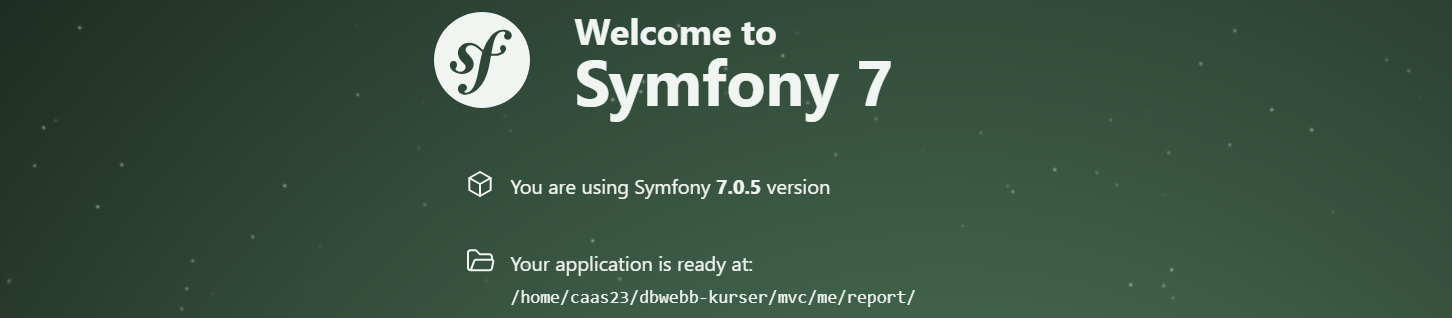 sf
Welcome to
Symfony 7
You are using Symfony 7.0.5 version
Your application is ready at:
/home/caas23/dbwebb-kurser/mvc/me/report/